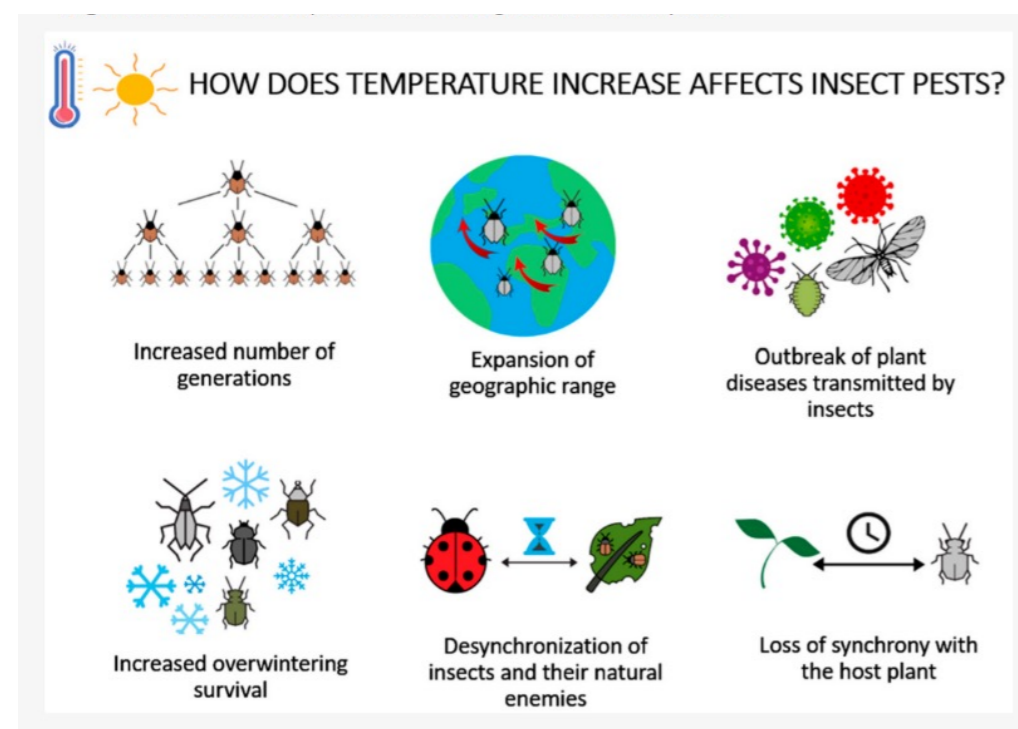 HOW DOES TEMPERATURE INCREASE AFFECTS INSECT PESTS?
Increased number of
generations
Expansion of
geographic range
Outbreak of plant
diseases transmitted by
insects
Increased overwintering
survival
Desynchronization of
insects and their natural
enemies
Loss of synchrony with
the host plant